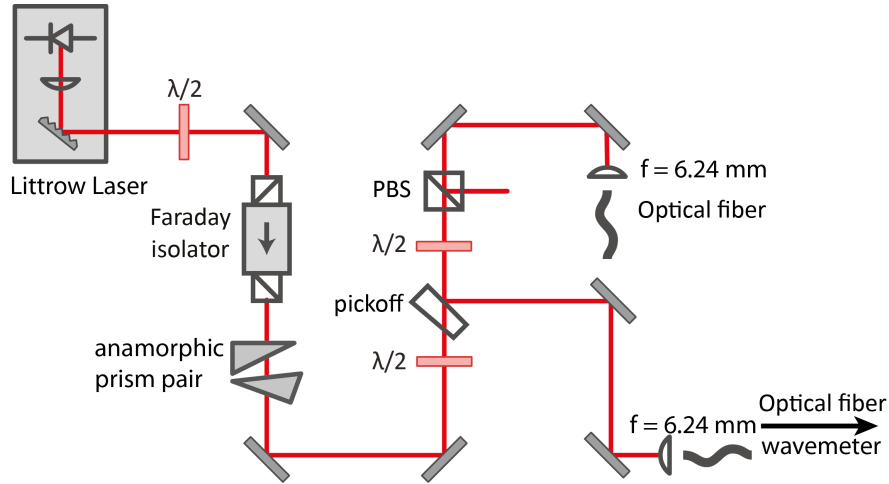 λ/2
Littrow Laser
Faraday
isolator
anamorphic
prism pair
PBS
λ/2
pickoff
λ/2
f = 6.24 mm
Optical fiber
f = 6.24 mm
Optical fiber
wavemeter